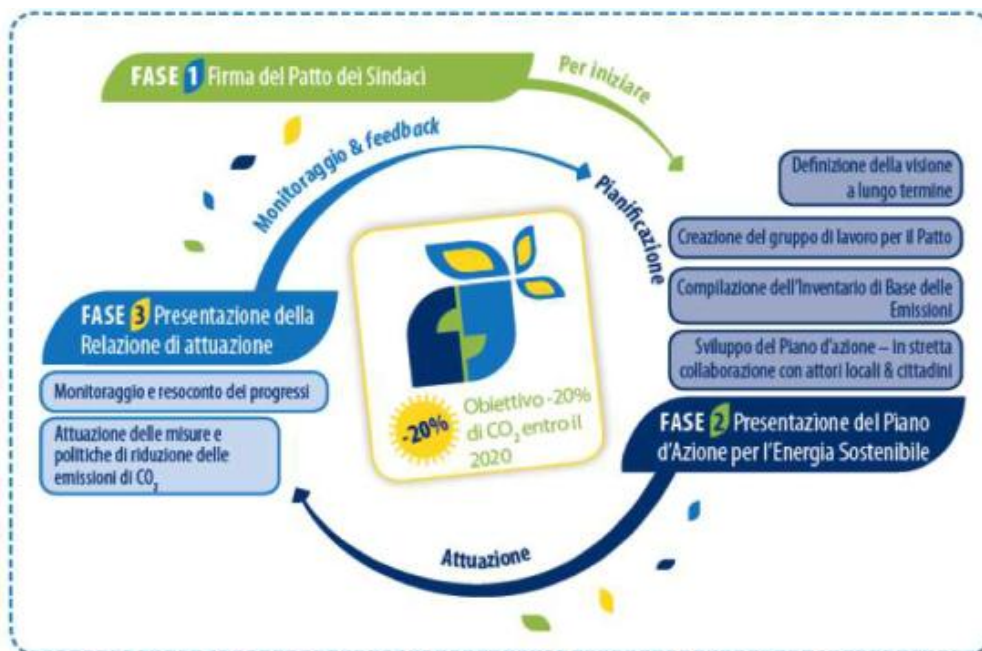 FASE 1 Firma del Patto dei Sindaci
Per iniziare
Monitoraggio & feedback
Pianificazione
Definizione della visione
a lungo termine
Creazione del gruppo di lavoro per il Patto
Compilazione dell'Inventario di Base delle
Emissioni
Sviluppo del Piano d'azione – in stretta
collaborazione con attori locali & cittadini
FASE 2 Presentazione del Piano
d'Azione per l'Energia Sostenibile
FASE 3 Presentazione della
Relazione di attuazione
Monitoraggio e resoconto dei progressi
Attuazione delle misure e
politiche di riduzione delle
emissioni di CO₂
-20%
Obiettivo -20%
di CO₂ entro il
2020
Attuazione